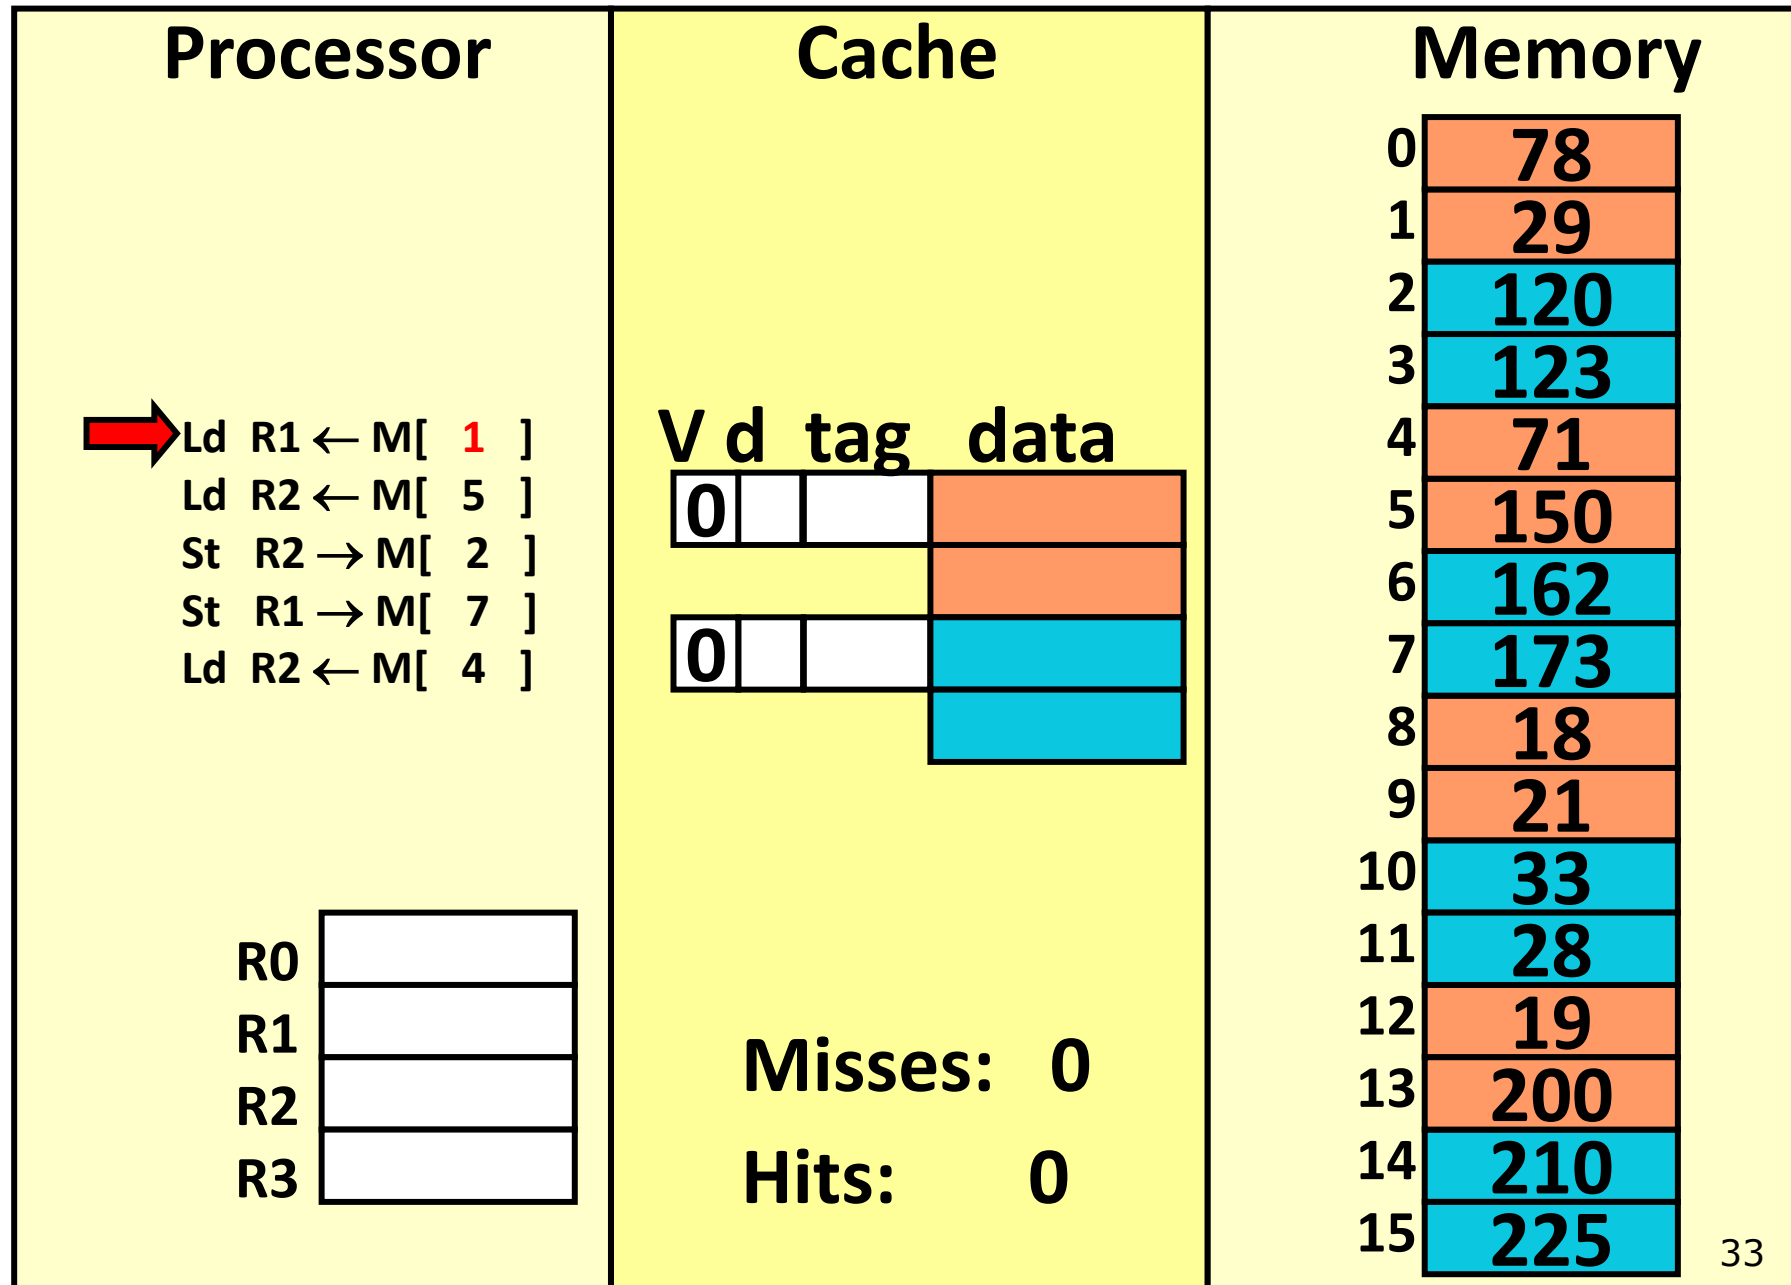 Processor
Ld R1 ← M[ 1 ]
Ld R2 ← M[ 5 ]
St R2 → M[ 2 ]
St R1 → M[ 7 ]
Ld R2 ← M[ 4 ]
R0
R1
R2
R3
Cache
V d tag data
0
0
Misses: 0
Hits: 0
Memory
0 78
1 29
2 120
3 123
4 71
5 150
6 162
7 173
8 18
9 21
10 33
11 28
12 19
13 200
14 210
15 225
33